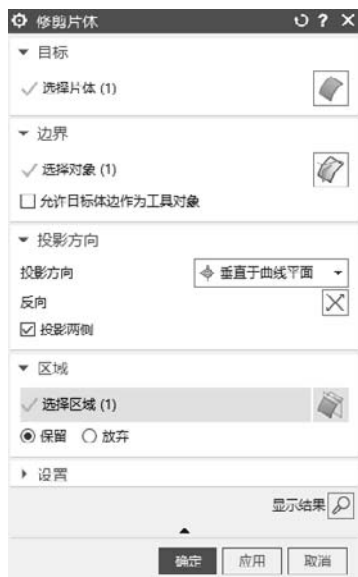 修剪片体 ?
目标
选择片体 (1)
边界
选择对象 (1)
允许目标体边作为工具对象
投影方向
投影方向 垂直于曲线平面
反向
投影两侧
区域
选择区域 (1)
保留 放弃
设置
显示结果
确定 应用 取消